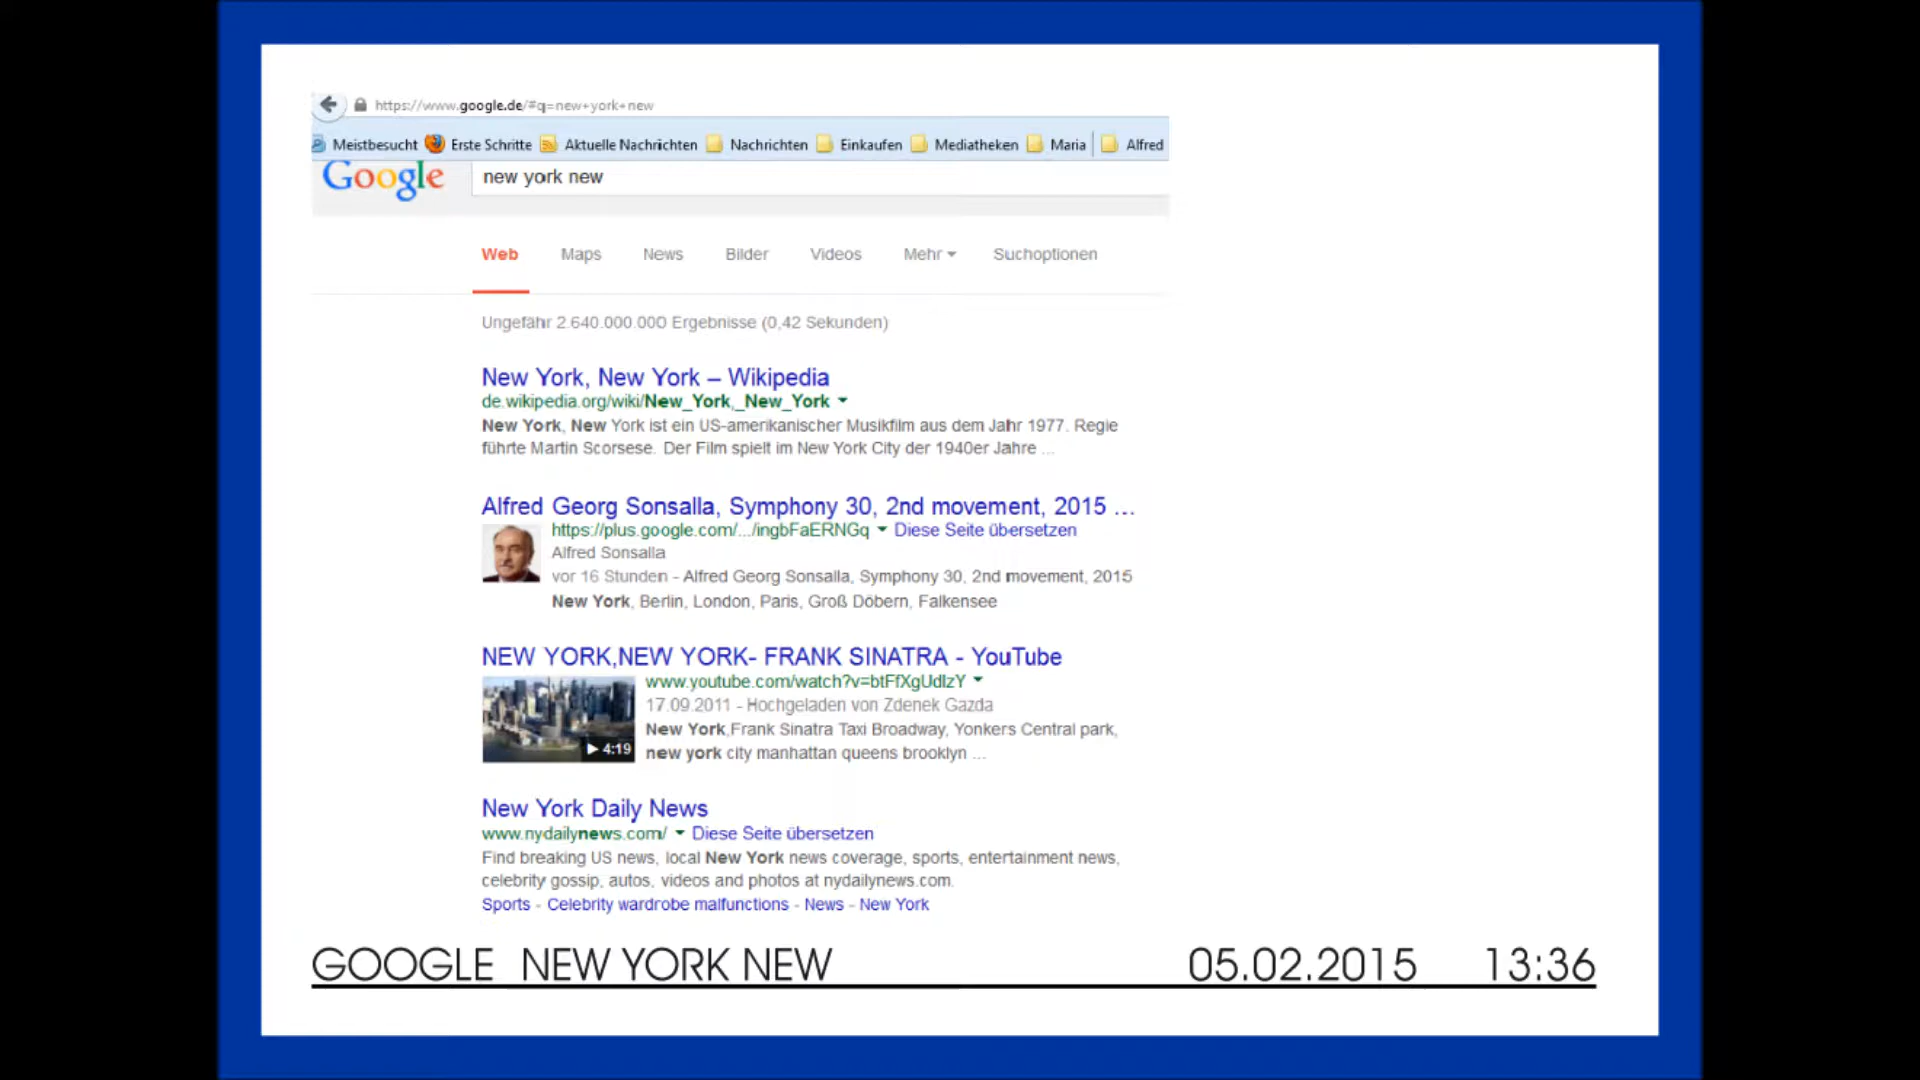 https://www.google.de/#q=new+york+new
Meistbesucht Erste Schritte Aktuelle Nachrichten Nachrichten Einkaufen Mediatheken Maria Alfred
Google new york new
Web Maps News Bilder Videos Mehr Suchoptionen
Ungefähr 2.640.000.000 Ergebnisse (0,42 Sekunden)
New York, New York – Wikipedia
de.wikipedia.org/wiki/New_York,_New_York
New York, New York ist ein US-amerikanischer Musikfilm aus dem Jahr 1977. Regie
führte Martin Scorsese. Der Film spielt im New York City der 1940er Jahre ...
Alfred Georg Sonsalla, Symphony 30, 2nd movement, 2015 ...
https://plus.google.com/.../ingbFaERNGq Diese Seite übersetzen
Alfred Sonsalla
vor 16 Stunden - Alfred Georg Sonsalla, Symphony 30, 2nd movement, 2015
New York, Berlin, London, Paris, Groß Döbern, Falkensee
NEW YORK,NEW YORK- FRANK SINATRA - YouTube
www.youtube.com/watch?v=btFfXgUdIzY
17.09.2011 - Hochgeladen von Zdenek Gazda
New York,Frank Sinatra Taxi Broadway, Yonkers Central park,
4:19 new york city manhattan queens brooklyn ...
New York Daily News
www.nydailynews.com/ Diese Seite übersetzen
Find breaking US news, local New York news coverage, sports, entertainment news,
celebrity gossip, autos, videos and photos at nydailynews.com.
Sports - Celebrity wardrobe malfunctions - News - New York
GOOGLE NEW YORK NEW 05.02.2015 13:36